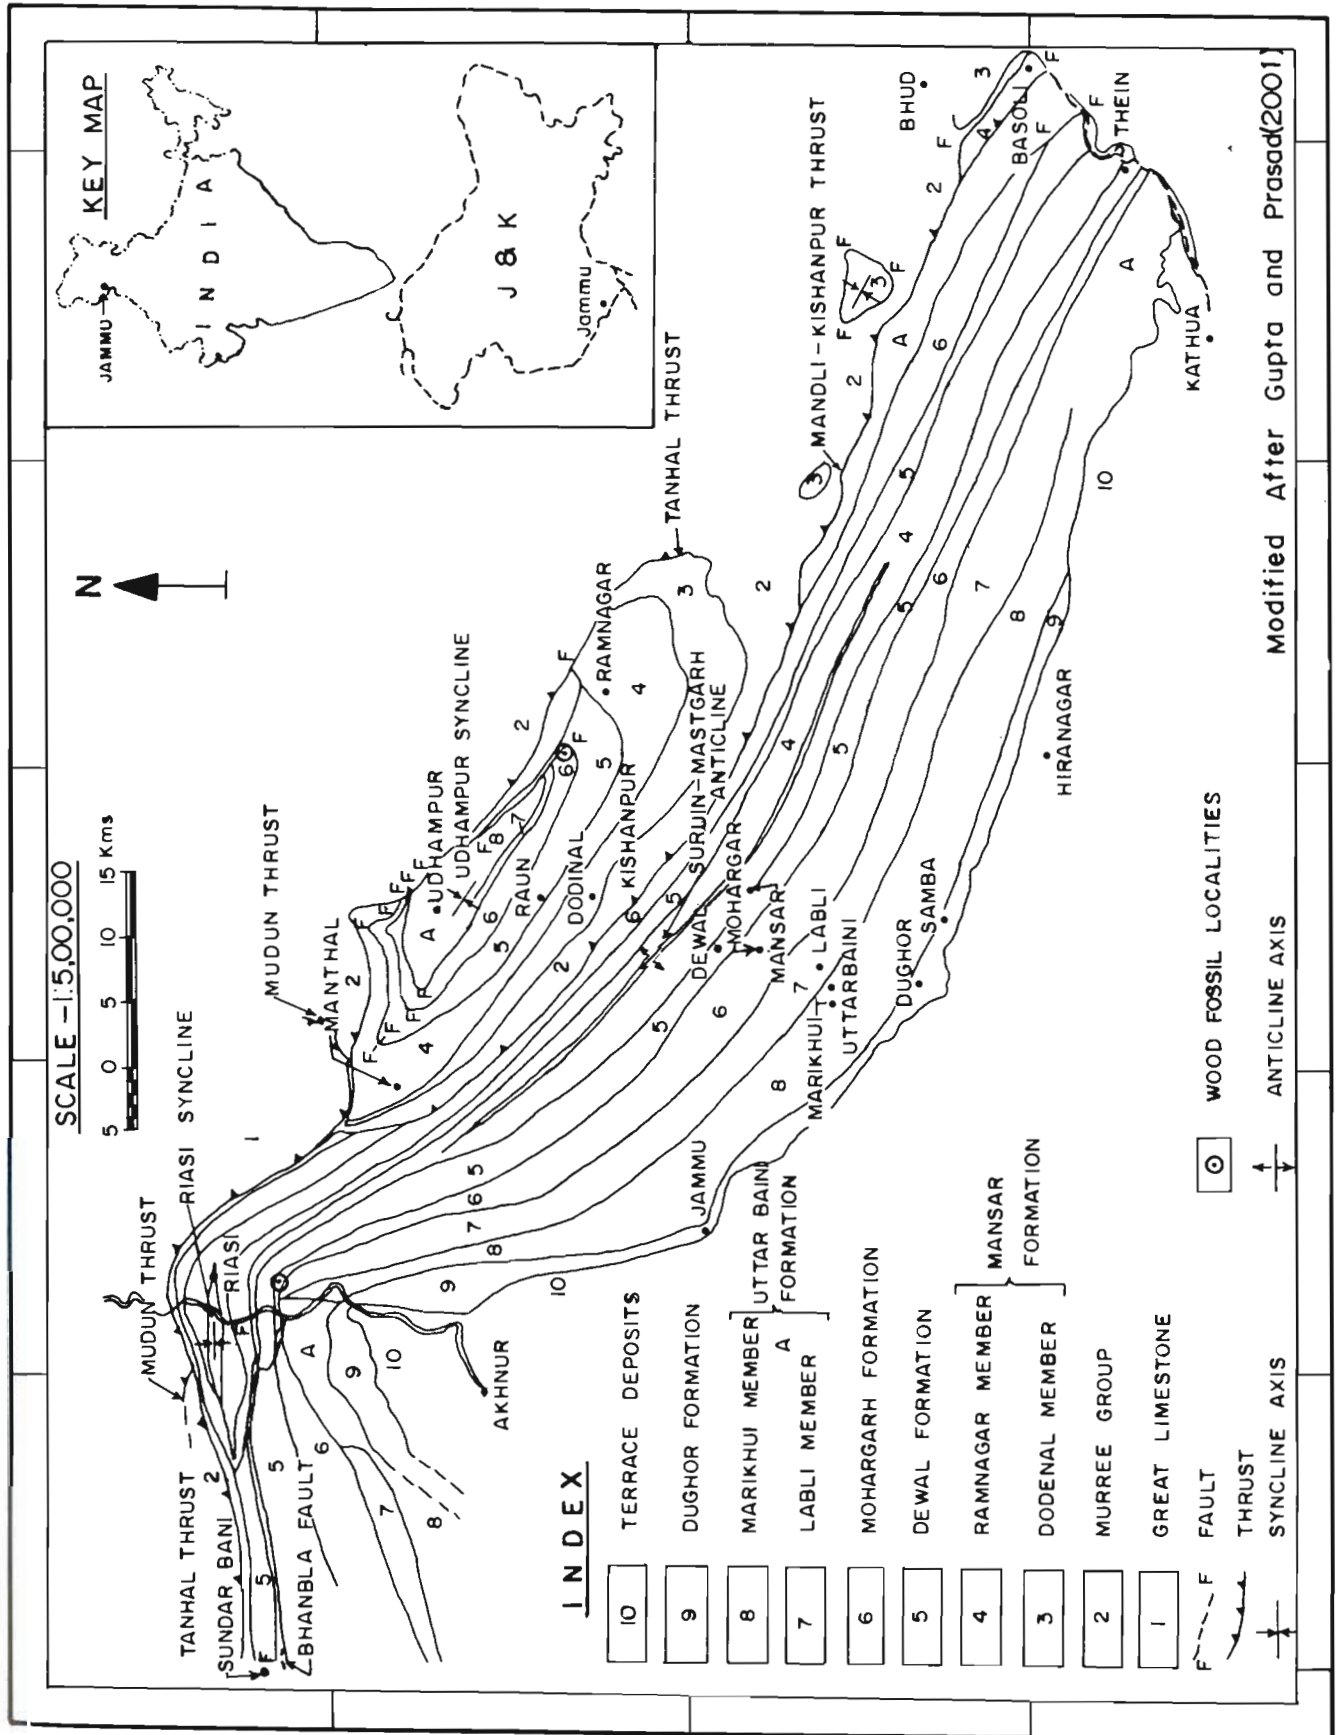 KEY MAP
JAMMU
INDIA
J & K
Jammu
N
SCALE – 1:5,00,000
5 0 5 10 15 Kms
MUDUN THRUST
RIASI SYNCLINE
MUDUN THRUST
MANTHAL
UDHAMPUR
UDHAMPUR SYNCLINE
RAMNAGAR
TANHAL THRUST
MANDLI – KISHANPUR THRUST
BHUD
BASOLI
THEIN
KATHUA
TANHAL THRUST
SUNDAR BANI
BHANBLA FAULT
RIASI
AKHNUR
JAMMU
RAUN
DODINAL
KISHANPUR
SURUIN – MASTGARH
ANTICLINE
DEWAL
MOHARGAR
MANSAR
LABLI
MARIKHUI
UTTARBAINI
DUGHOR
SAMBA
HIRANAGAR
INDEX
10 TERRACE DEPOSITS
9 DUGHOR FORMATION
8 MARIKHUI MEMBER
7 LABLI MEMBER
A
UTTAR BAINI
FORMATION
6 MOHARGARH FORMATION
5 DEWAL FORMATION
4 RAMNAGAR MEMBER
3 DODENAL MEMBER
MANSAR
FORMATION
2 MURREE GROUP
1 GREAT LIMESTONE
F F FAULT
THRUST
SYNCLINE AXIS
WOOD FOSSIL LOCALITIES
ANTICLINE AXIS
Modified After Gupta and Prasad(2001)